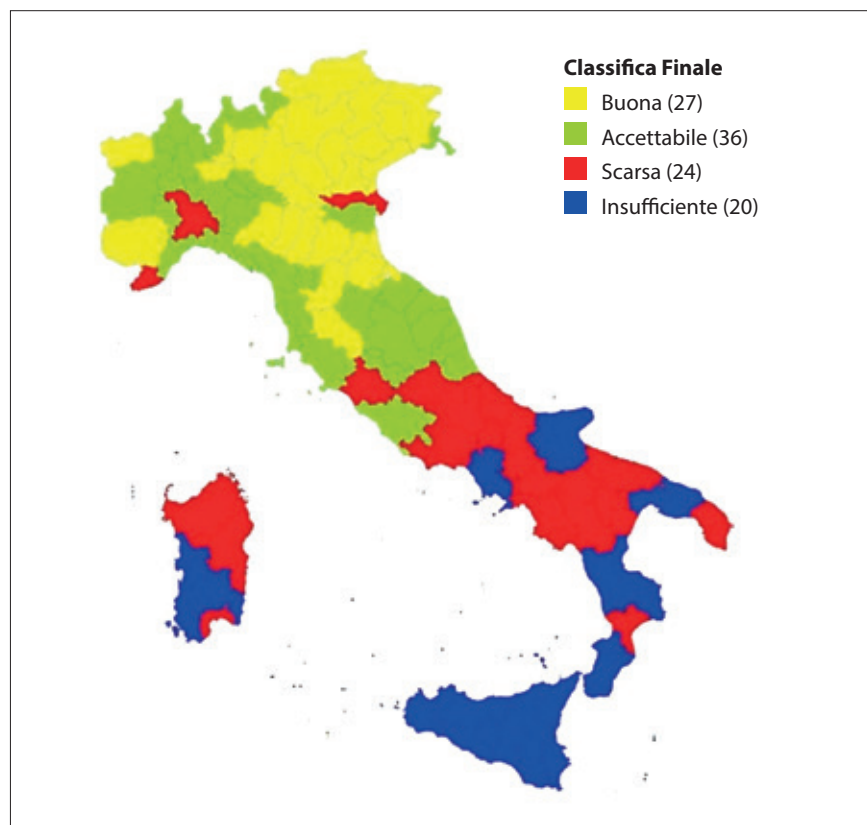 Classifica Finale
Buona (27)
Accettabile (36)
Scarsa (24)
Insufficiente (20)